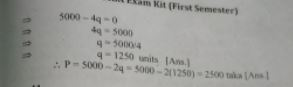 Exam Kit (First Semester)
⇒ 5000 – 4q = 0
⇒ 4q = 5000
⇒ q = 5000/4
⇒ q = 1250 units [Ans.]
∴ P = 5000 – 2q = 5000 – 2(1250) = 2500 taka [Ans.]